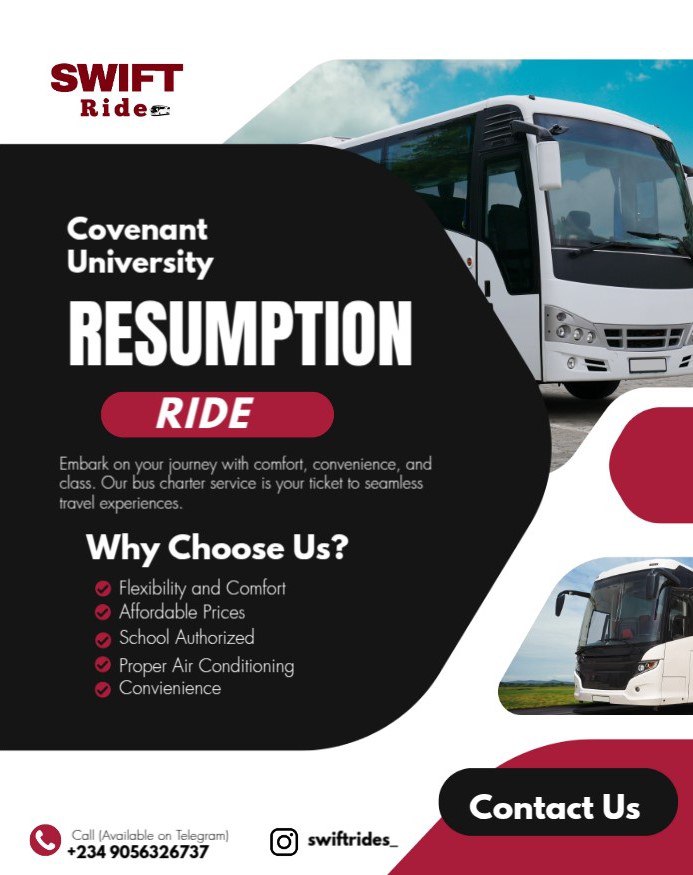 SWIFT
Ride
Covenant
University
RESUMPTION
RIDE
Embark on your journey with comfort, convenience, and
class. Our bus charter service is your ticket to seamless
travel experiences.
Why Choose Us?
Flexibility and Comfort
Affordable Prices
School Authorized
Proper Air Conditioning
Convienience
Contact Us
Call (Available on Telegram)
+234 9056326737
swiftrides_